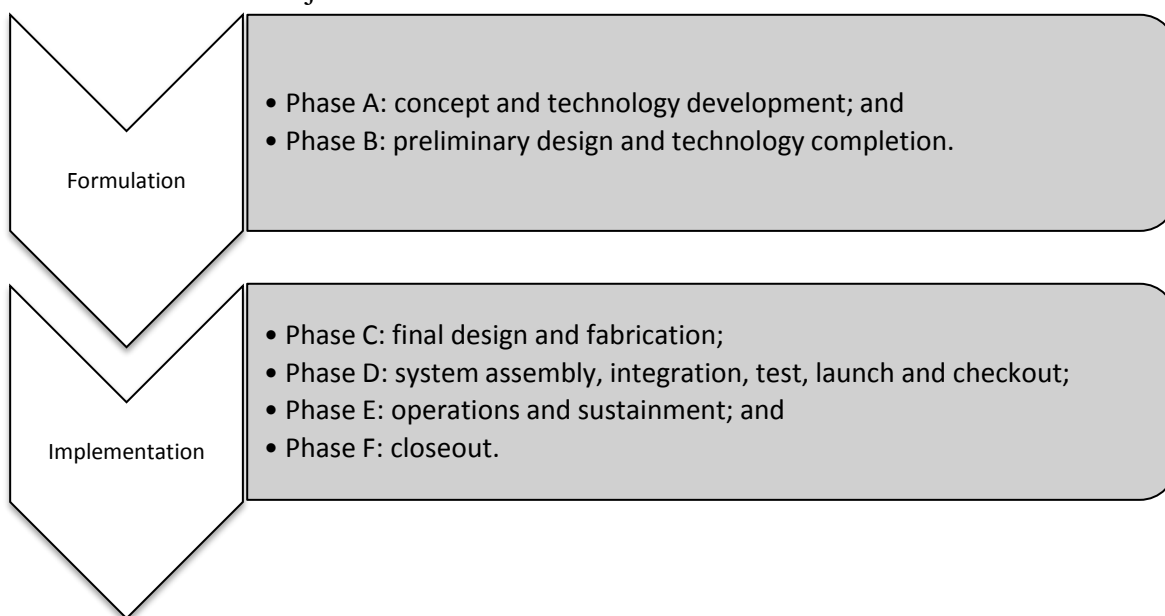 • Phase A: concept and technology development; and
• Phase B: preliminary design and technology completion.
Formulation
• Phase C: final design and fabrication;
• Phase D: system assembly, integration, test, launch and checkout;
• Phase E: operations and sustainment; and
• Phase F: closeout.
Implementation